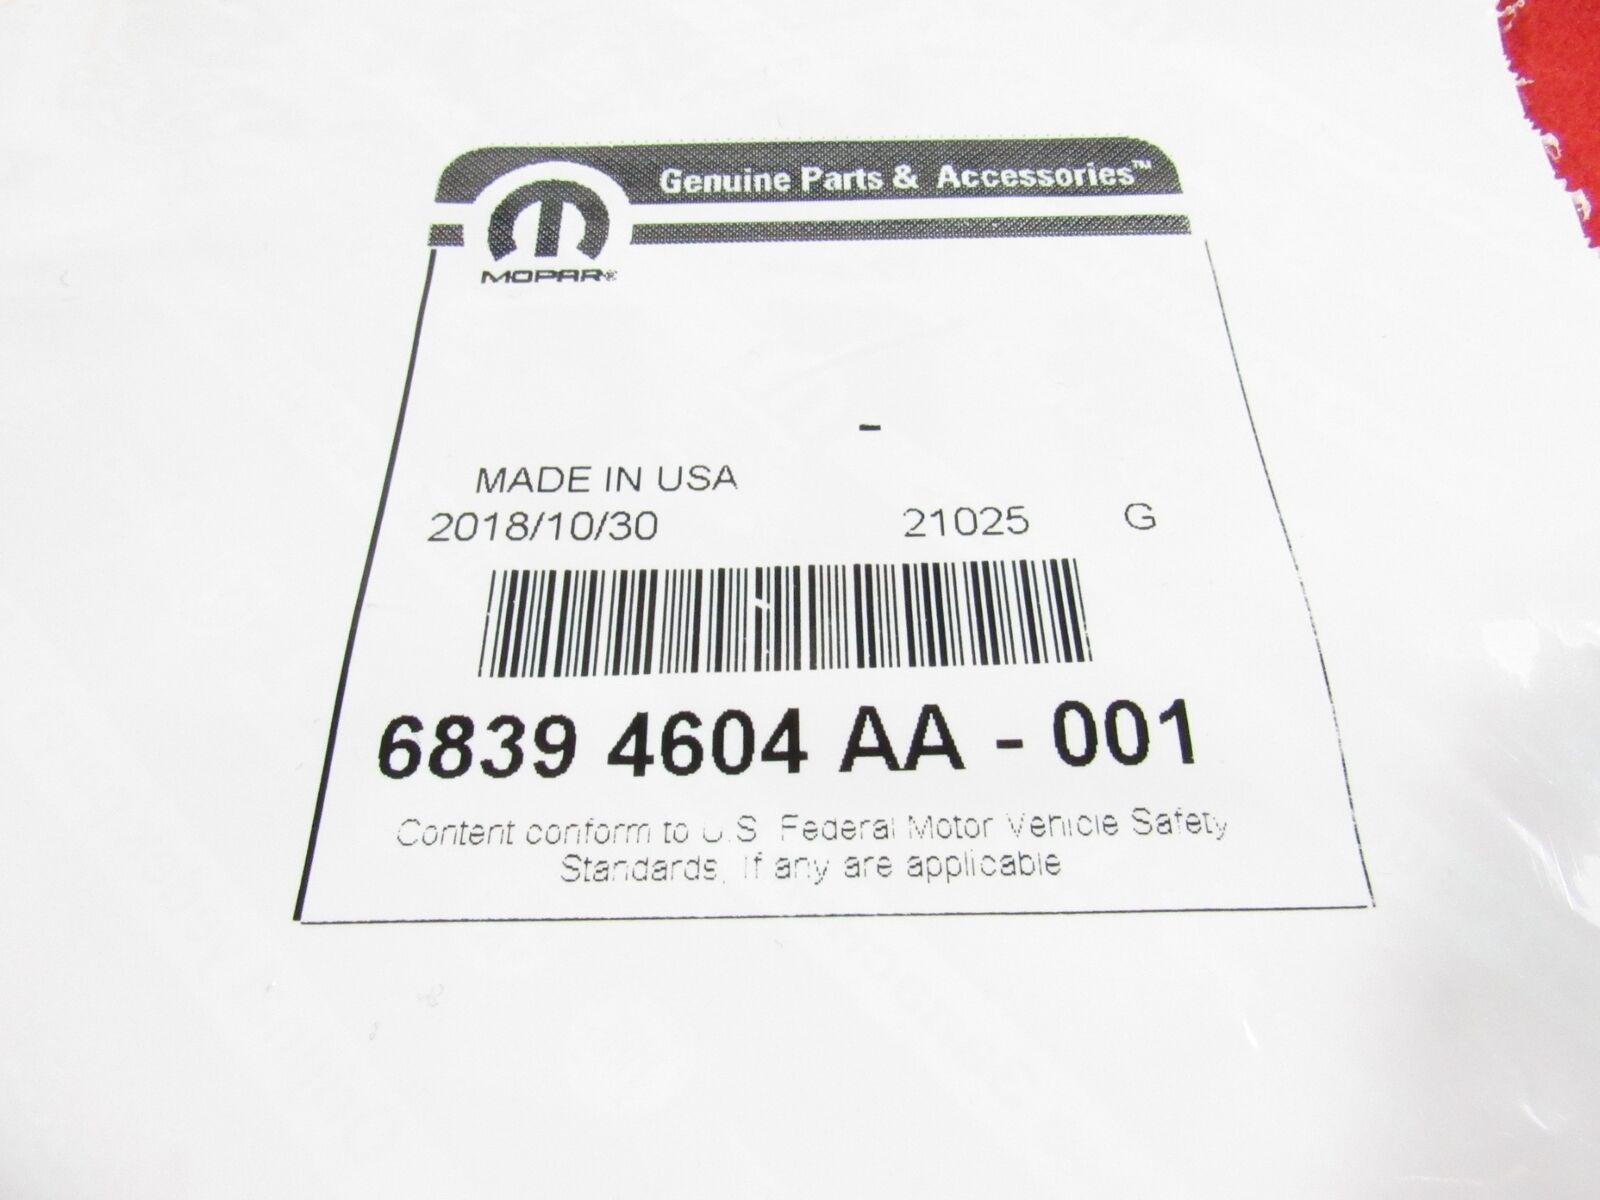 Genuine Parts & Accessories™
MOPAR®
-
MADE IN USA
2018/10/30 21025 G
6839 4604 AA - 001
Content conform to U.S. Federal Motor Vehicle Safety
Standards, If any are applicable